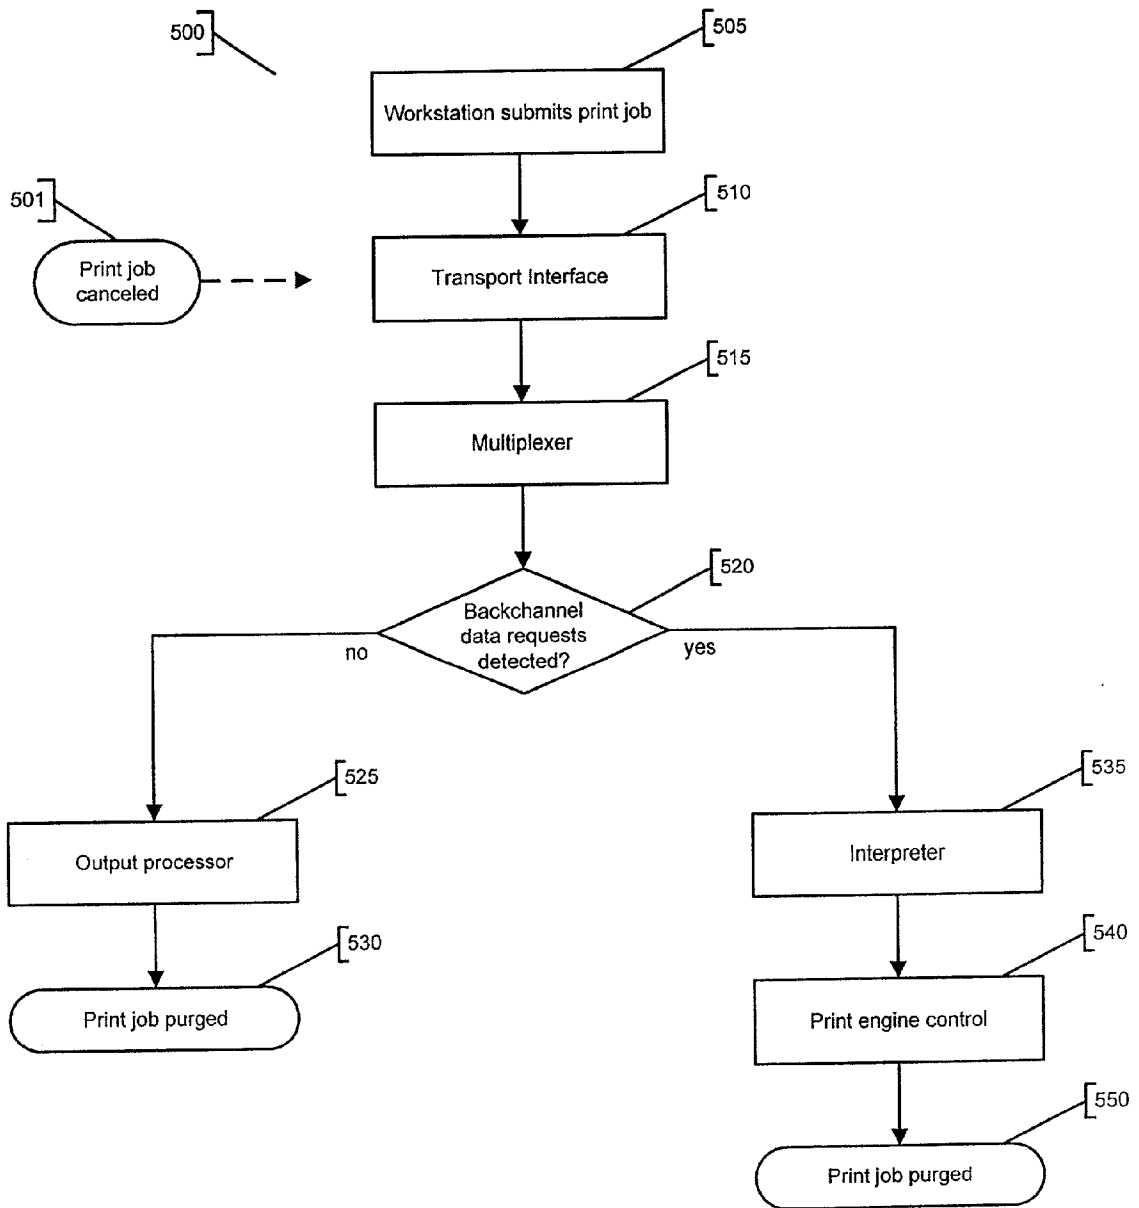 500
505
Workstation submits print job
501
510
Print job
canceled
Transport Interface
515
Multiplexer
520
Backchannel
data requests
detected?
no
yes
525
535
Output processor
Interpreter
530
540
Print job purged
Print engine control
550
Print job purged